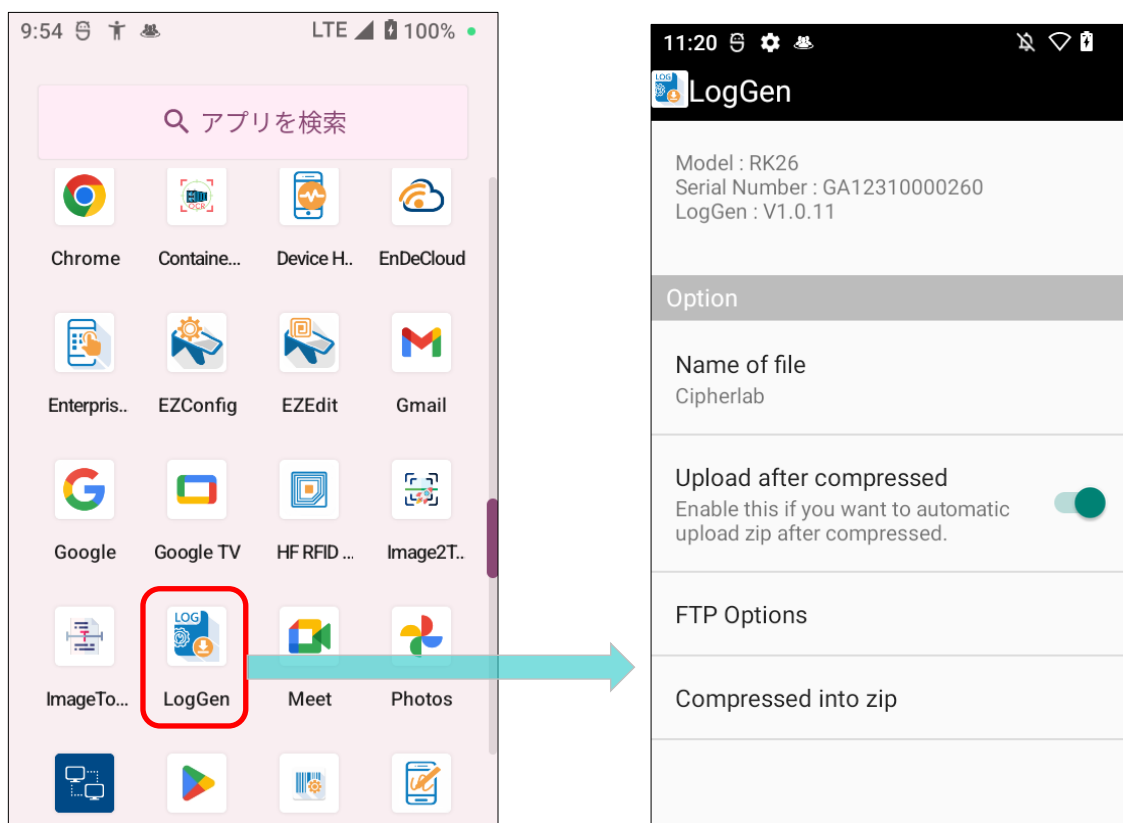 9:54 LTE 100%
アプリを検索
OCR
Chrome Containe... Device H.. EnDeCloud
Enterpris.. EZConfig EZEdit Gmail
Google Google TV HF RFID ... Image2T..
LOG
ImageTo... LogGen Meet Photos
11:20
LOG
LogGen
Model : RK26
Serial Number : GA12310000260
LogGen : V1.0.11
Option
Name of file
Cipherlab
Upload after compressed
Enable this if you want to automatic
upload zip after compressed.
FTP Options
Compressed into zip